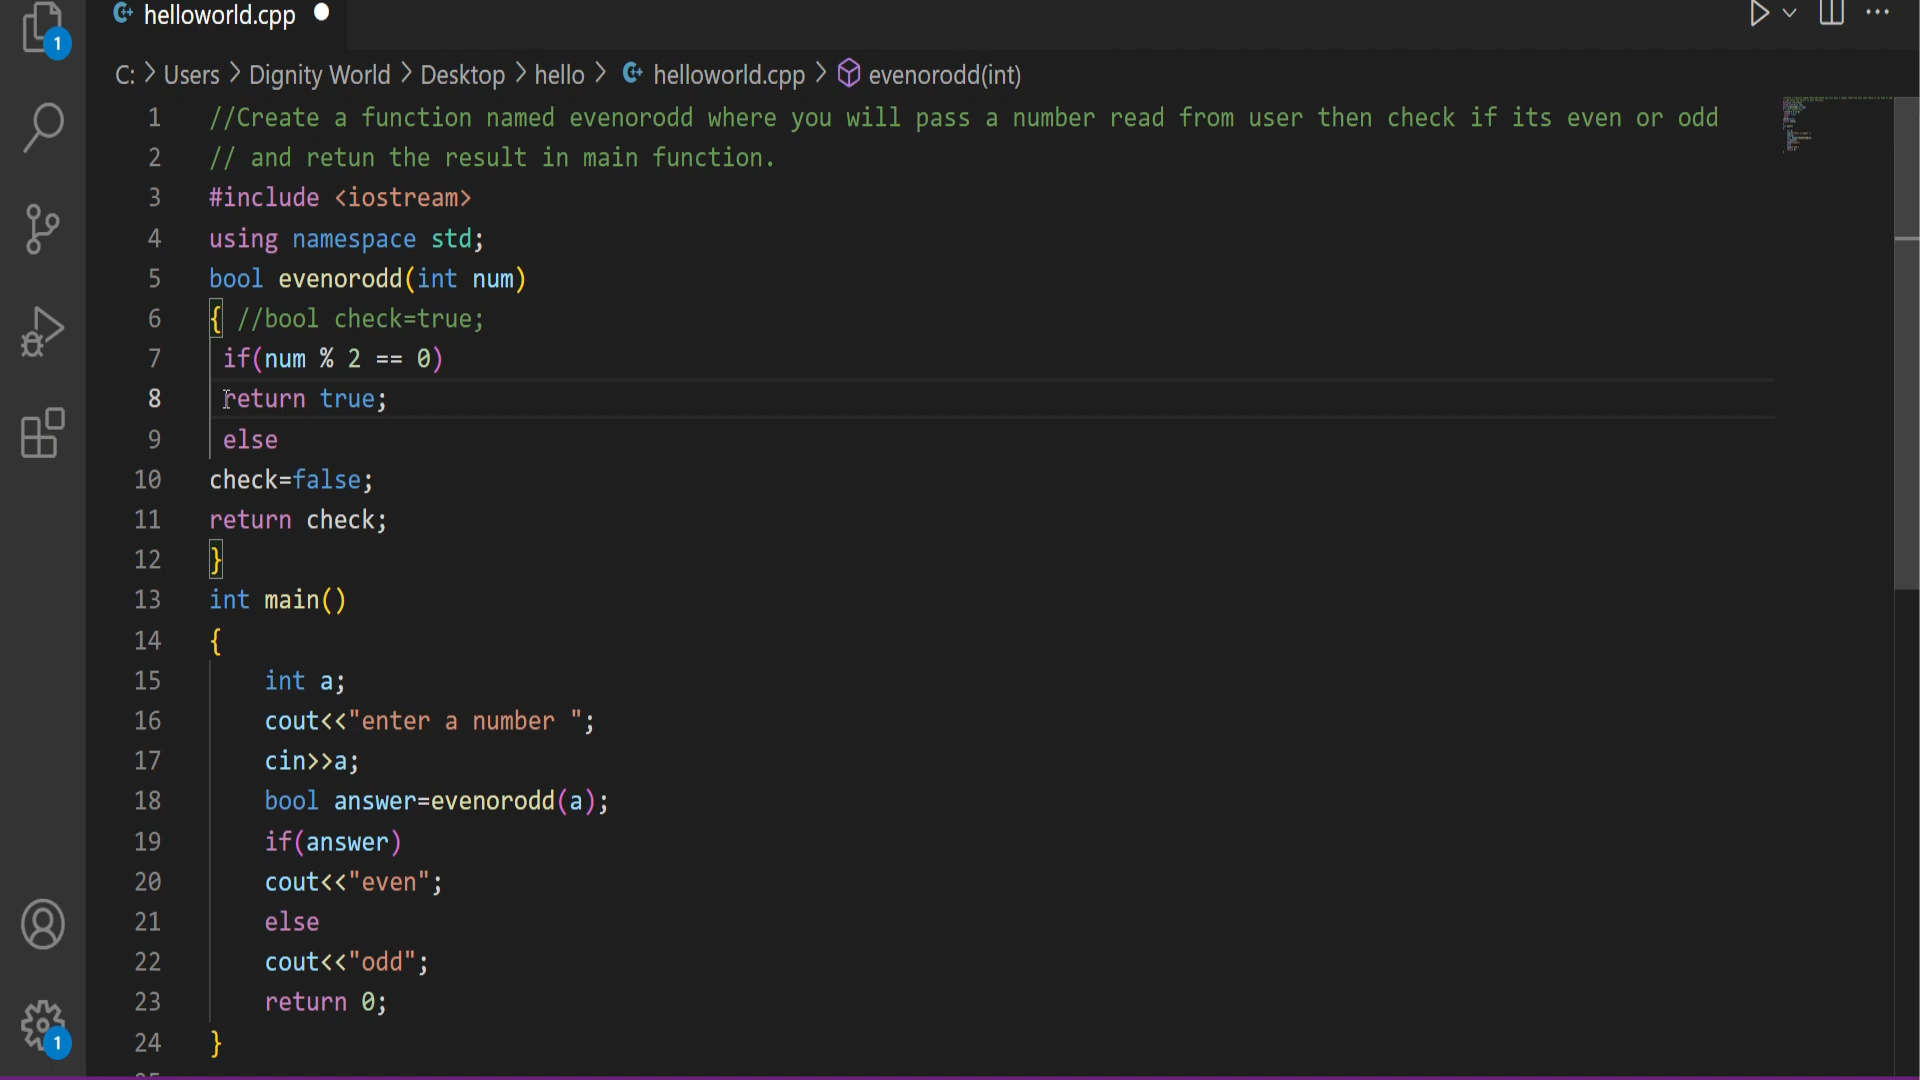 helloworld.cpp
C: > Users > Dignity World > Desktop > hello > helloworld.cpp > evenorodd(int)
1 //Create a function named evenorodd where you will pass a number read from user then check if its even or odd
2 // and retun the result in main function.
3 #include <iostream>
4 using namespace std;
5 bool evenorodd(int num)
6 { //bool check=true;
7 if(num % 2 == 0)
8 return true;
9 else
10 check=false;
11 return check;
12 }
13 int main()
14 {
15 int a;
16 cout<<"enter a number ";
17 cin>>a;
18 bool answer=evenorodd(a);
19 if(answer)
20 cout<<"even";
21 else
22 cout<<"odd";
23 return 0;
24 }
1
1